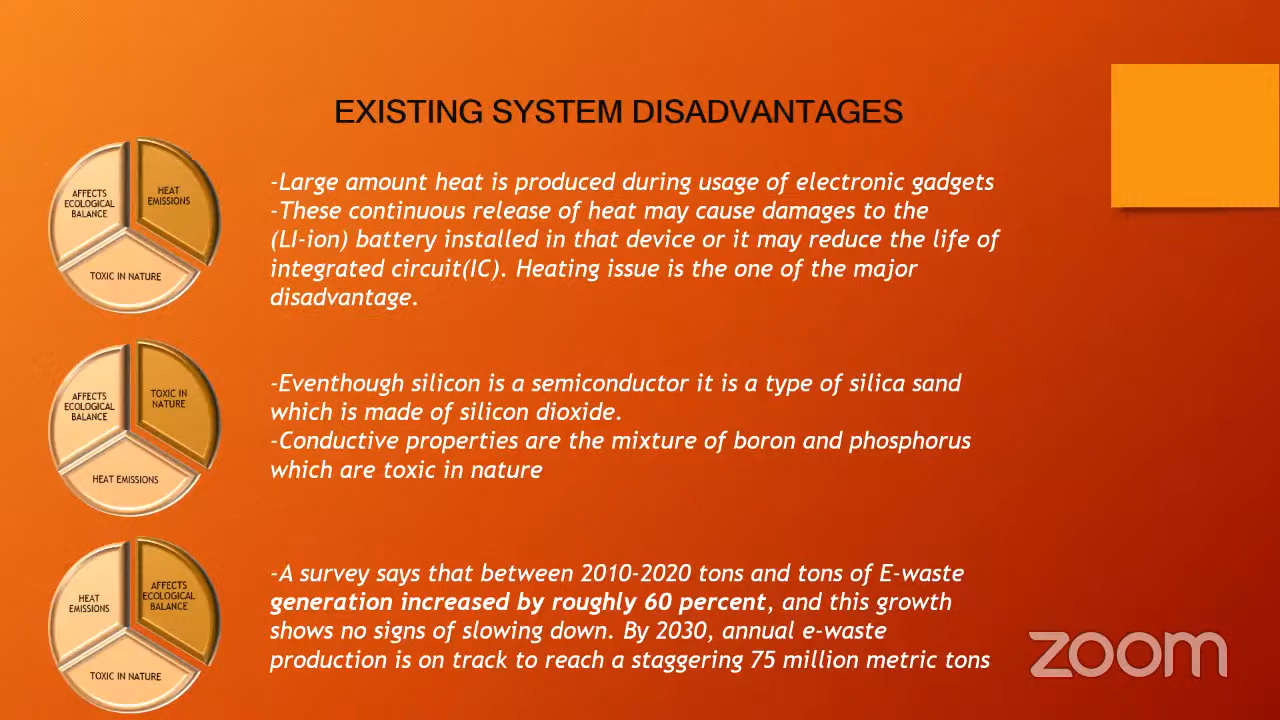 EXISTING SYSTEM DISADVANTAGES
AFFECTS
ECOLOGICAL
BALANCE
HEAT
EMISSIONS
TOXIC IN NATURE
-Large amount heat is produced during usage of electronic gadgets
-These continuous release of heat may cause damages to the
(LI-ion) battery installed in that device or it may reduce the life of
integrated circuit(IC). Heating issue is the one of the major
disadvantage.
AFFECTS
ECOLOGICAL
BALANCE
TOXIC IN
NATURE
HEAT EMISSIONS
-Eventhough silicon is a semiconductor it is a type of silica sand
which is made of silicon dioxide.
-Conductive properties are the mixture of boron and phosphorus
which are toxic in nature
HEAT
EMISSIONS
AFFECTS
ECOLOGICAL
BALANCE
TOXIC IN NATURE
-A survey says that between 2010-2020 tons and tons of E-waste
generation increased by roughly 60 percent, and this growth
shows no signs of slowing down. By 2030, annual e-waste
production is on track to reach a staggering 75 million metric tons
zoom